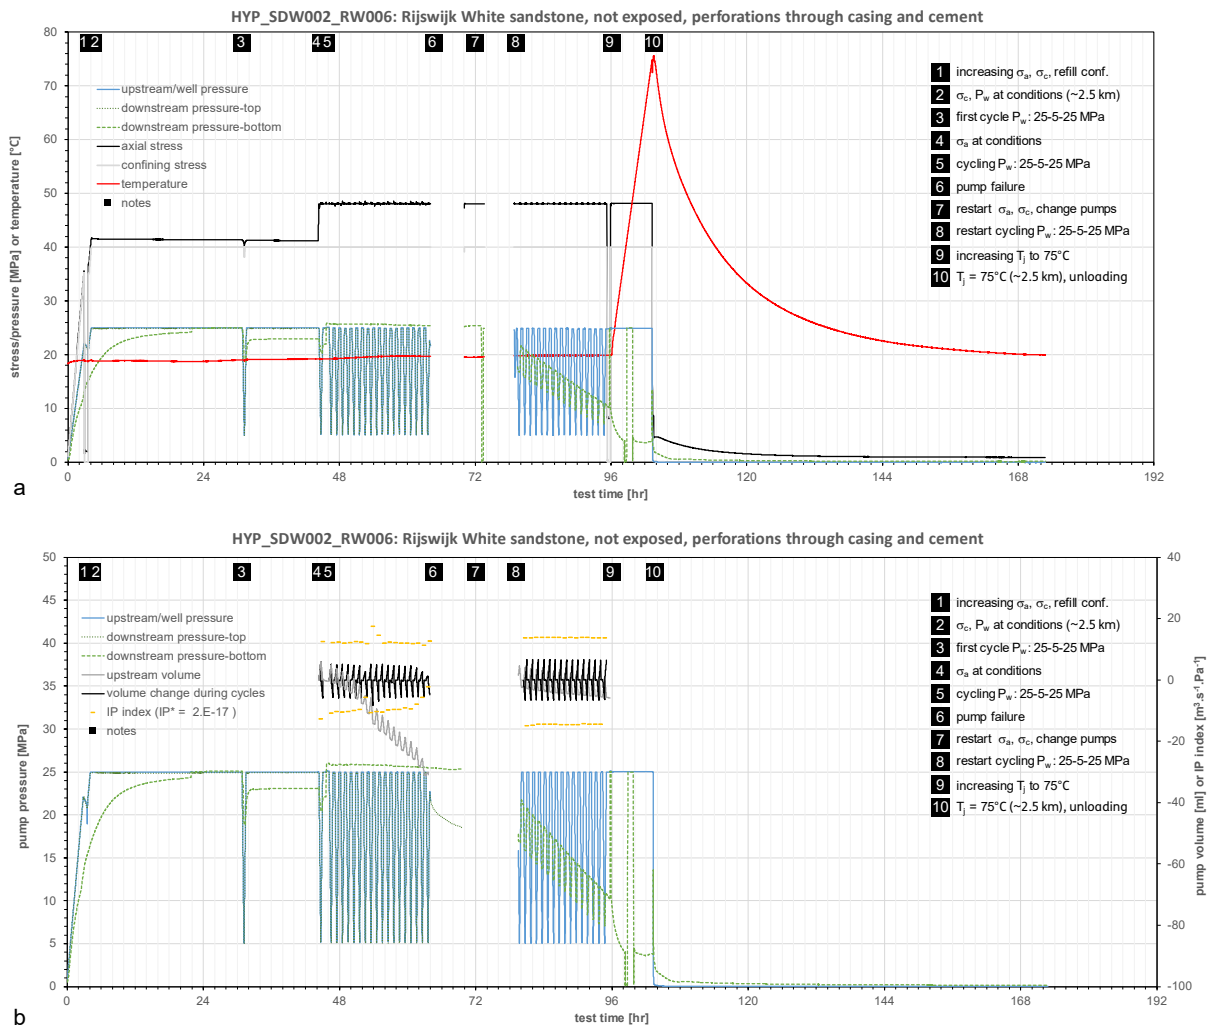 HYP_SDW002_RW006: Rijswijk White sandstone, not exposed, perforations through casing and cement
80
70
60
50
40
30
20
10
0
stress/pressure [MPa] or temperature [°C]
1 2 3 4 5 6 7 8 9 10
upstream/well pressure
downstream pressure-top
downstream pressure-bottom
axial stress
confining stress
temperature
notes
1 increasing σa, σc, refill conf.
2 σc, Pw at conditions (~2.5 km)
3 first cycle Pw: 25-5-25 MPa
4 σa at conditions
5 cycling Pw: 25-5-25 MPa
6 pump failure
7 restart σa, σc, change pumps
8 restart cycling Pw: 25-5-25 MPa
9 increasing Tj to 75°C
10 Tj = 75°C (~2.5 km), unloading
0 24 48 72 96 120 144 168 192
test time [hr]
a
HYP_SDW002_RW006: Rijswijk White sandstone, not exposed, perforations through casing and cement
50
45
40
35
30
25
20
15
10
5
0
pump pressure [MPa]
1 2 3 4 5 6 7 8 9 10
upstream/well pressure
downstream pressure-top
downstream pressure-bottom
upstream volume
volume change during cycles
IP index (IP* = 2.E-17 )
notes
1 increasing σa, σc, refill conf.
2 σc, Pw at conditions (~2.5 km)
3 first cycle Pw: 25-5-25 MPa
4 σa at conditions
5 cycling Pw: 25-5-25 MPa
6 pump failure
7 restart σa, σc, change pumps
8 restart cycling Pw: 25-5-25 MPa
9 increasing Tj to 75°C
10 Tj = 75°C (~2.5 km), unloading
40
20
0
-20
-40
-60
-80
-100
pump volume [ml] or IP index [m³.s⁻¹.Pa⁻¹]
0 24 48 72 96 120 144 168 192
test time [hr]
b